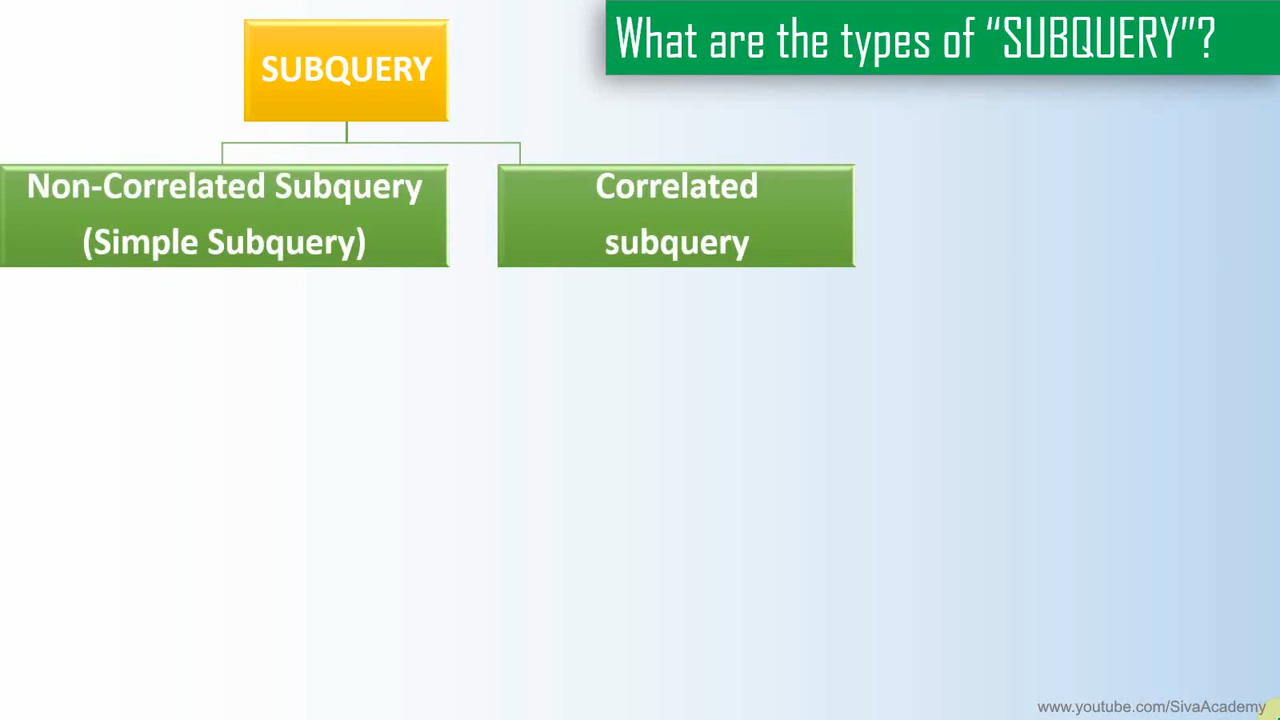 What are the types of “SUBQUERY”?
SUBQUERY
Non-Correlated Subquery
(Simple Subquery)
Correlated
subquery
www.youtube.com/SivaAcademy